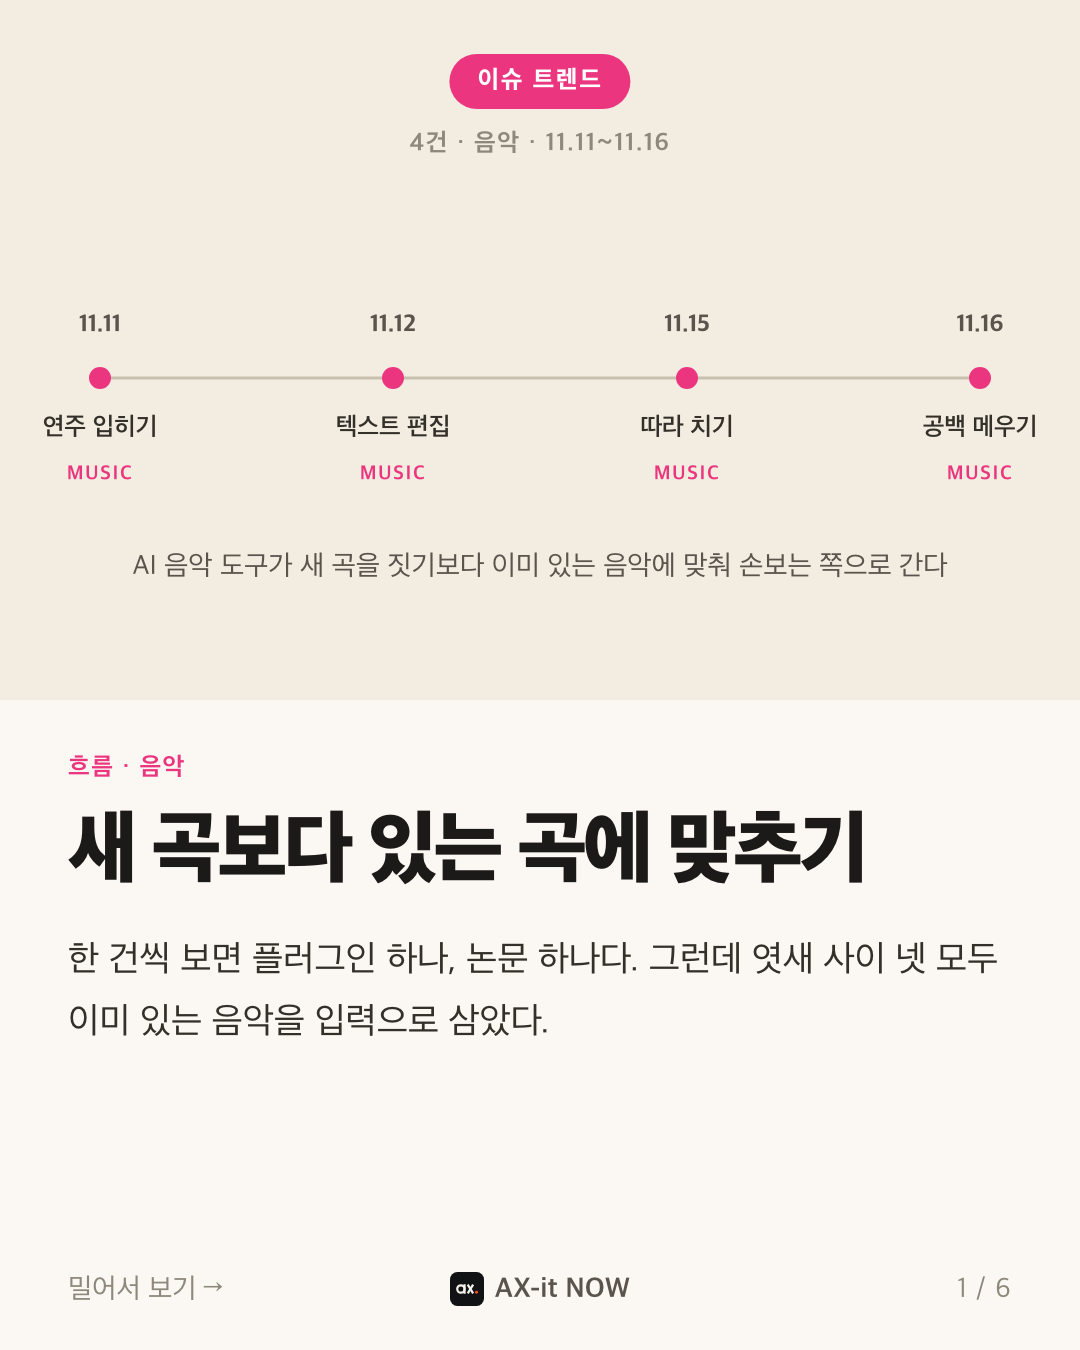 이슈 트렌드
4건 · 음악 · 11.11~11.16
11.11 11.12 11.15 11.16
연주 입히기 텍스트 편집 따라 치기 공백 메우기
MUSIC MUSIC MUSIC MUSIC
AI 음악 도구가 새 곡을 짓기보다 이미 있는 음악에 맞춰 손보는 쪽으로 간다
흐름 · 음악
새 곡보다 있는 곡에 맞추기
한 건씩 보면 플러그인 하나, 논문 하나다. 그런데 엿새 사이 넷 모두
이미 있는 음악을 입력으로 삼았다.
밀어서 보기 → ax. AX-it NOW 1 / 6